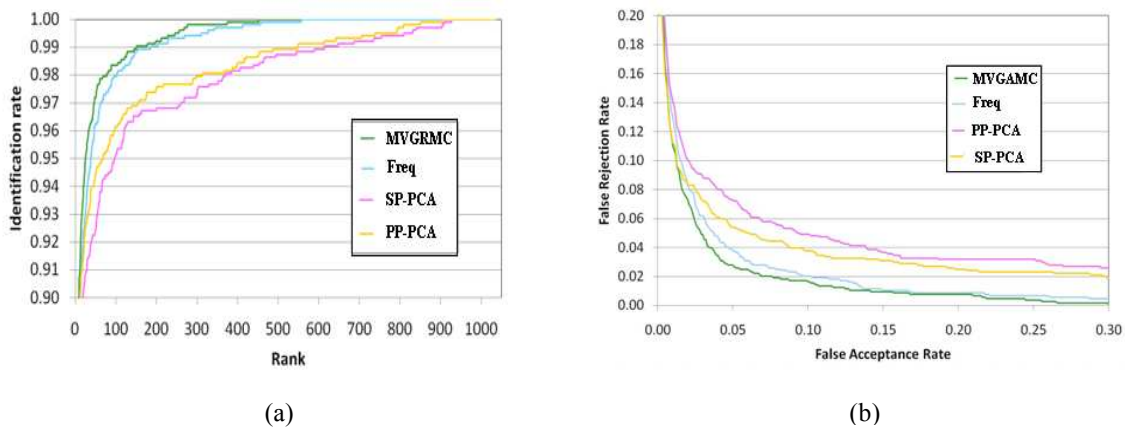 1.00
0.99
0.98
0.97
0.96
0.95
0.94
0.93
0.92
0.91
0.90
Identification rate
MVGRMC
Freq
SP-PCA
PP-PCA
0 100 200 300 400 500 600 700 800 900 1000
Rank
(a)
0.20
0.18
0.16
0.14
0.12
0.10
0.08
0.06
0.04
0.02
0.00
False Rejection Rate
MVGAMC
Freq
PP-PCA
SP-PCA
0.00 0.05 0.10 0.15 0.20 0.25 0.30
False Acceptance Rate
(b)